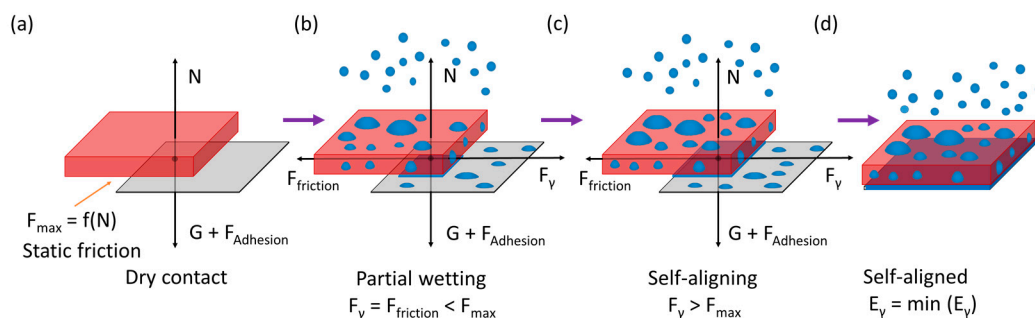 (a)
(b)
(c)
(d)
N
N
N
F_friction
F_γ
F_friction
F_γ
F_max = f(N)
Static friction
G + F_Adhesion
G + F_Adhesion
G + F_Adhesion
Dry contact
Partial wetting
Self-aligning
Self-aligned
F_γ = F_friction < F_max
F_γ > F_max
E_γ = min (E_γ)